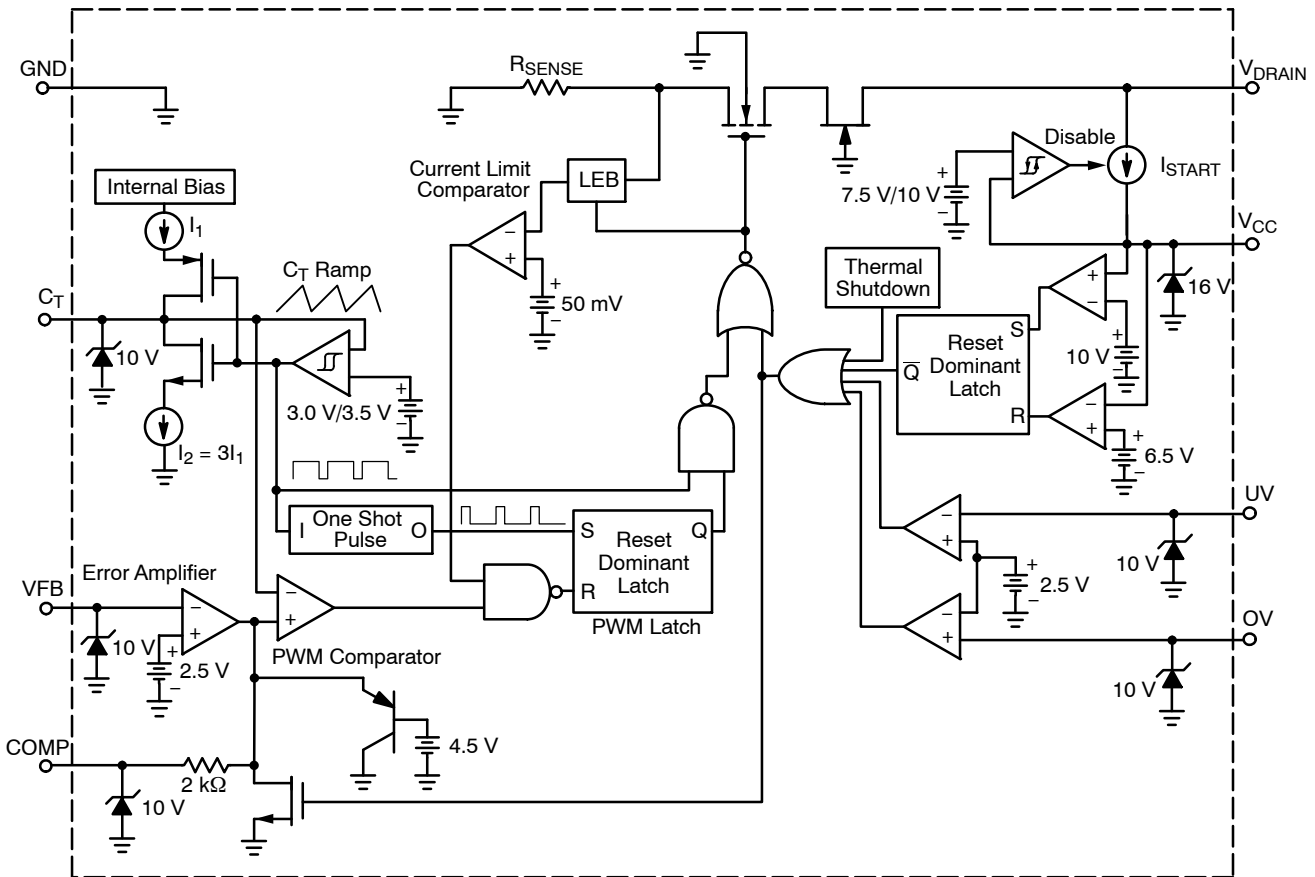 GND
R_SENSE
V_DRAIN
Disable
I_START
7.5 V/10 V
+
−
Current Limit
Comparator
LEB
Internal Bias
I₁
V_CC
C_T Ramp
−
+
+
−
50 mV
Thermal
Shutdown
+
−
16 V
C_T
10 V
3.0 V/3.5 V
+
−
S
Q̅
Reset
Dominant
Latch
R
10 V
+
−
−
+
6.5 V
+
−
I₂ = 3I₁
I
One Shot
Pulse
O
S
Q
Reset
Dominant
Latch
R
PWM Latch
UV
−
+
10 V
+
−
2.5 V
VFB
Error Amplifier
−
+
−
+
10 V
+
−
2.5 V
PWM Comparator
−
+
OV
10 V
COMP
2 kΩ
10 V
4.5 V